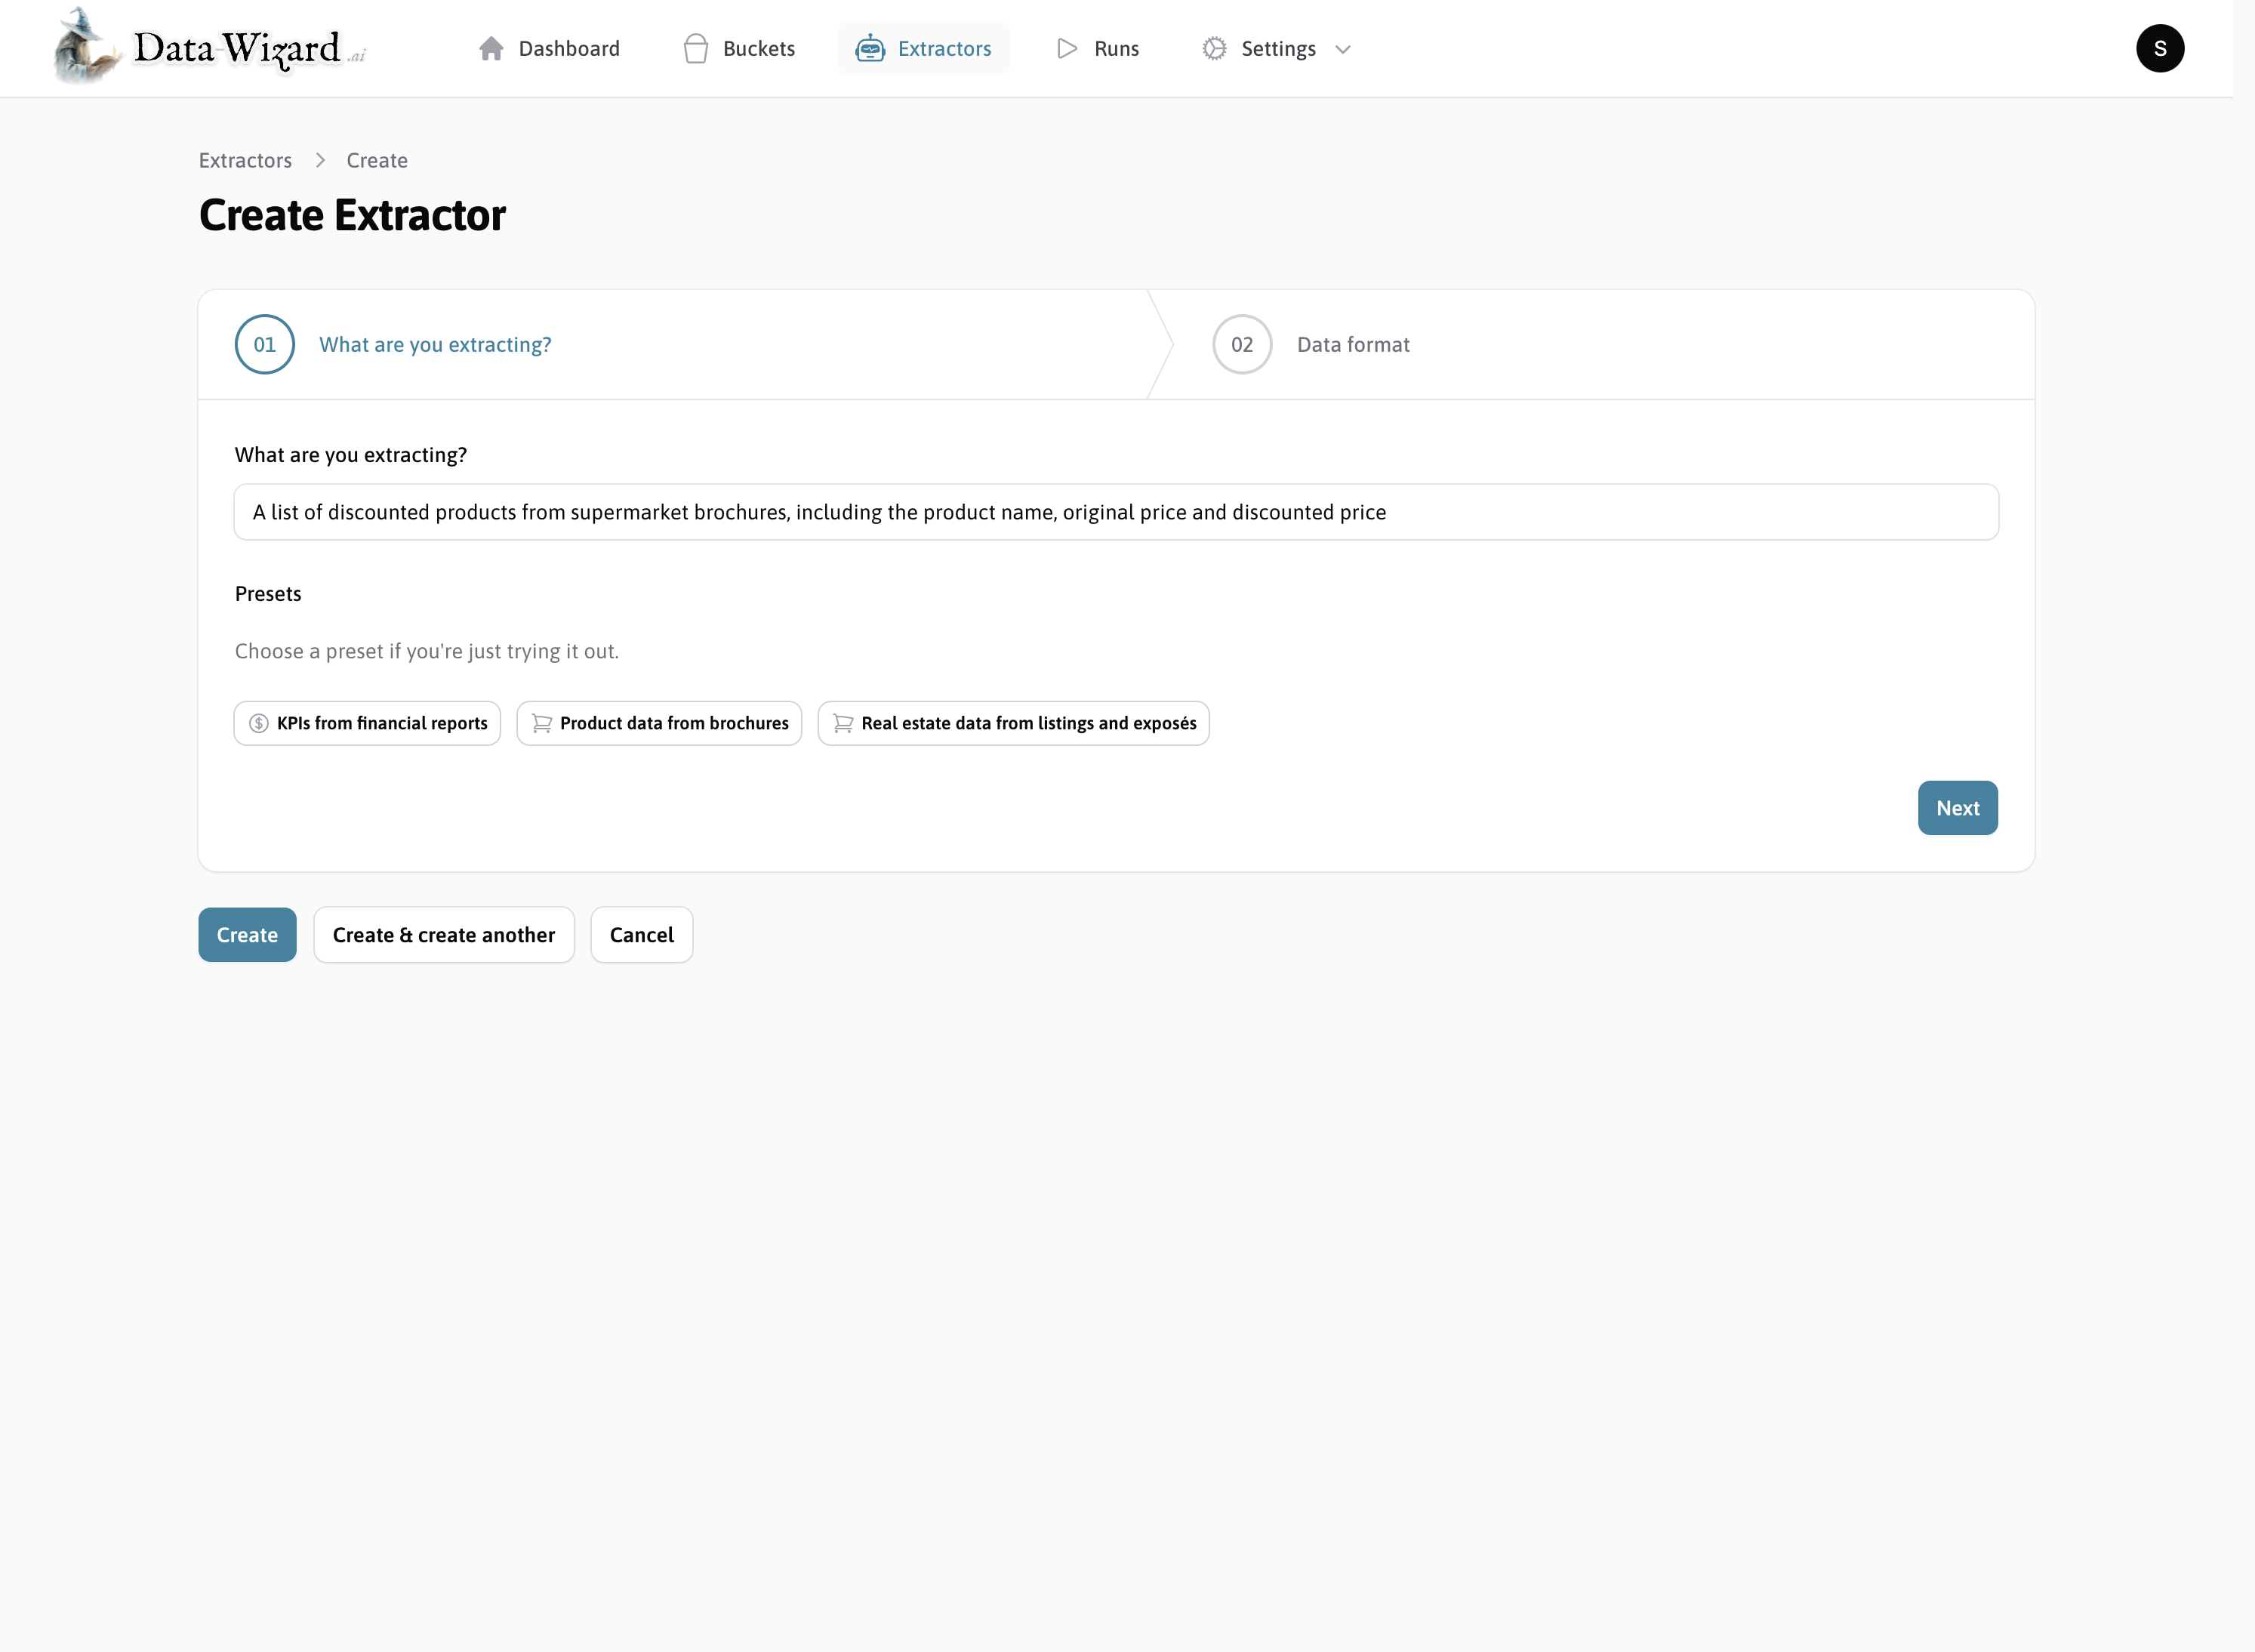 Data Wizard .ai
Dashboard
Buckets
Extractors
Runs
Settings
S
Extractors
Create
Create Extractor
01
What are you extracting?
02
Data format
What are you extracting?
A list of discounted products from supermarket brochures, including the product name, original price and discounted price
Presets
Choose a preset if you're just trying it out.
$ KPIs from financial reports
Product data from brochures
Real estate data from listings and exposés
Next
Create
Create & create another
Cancel